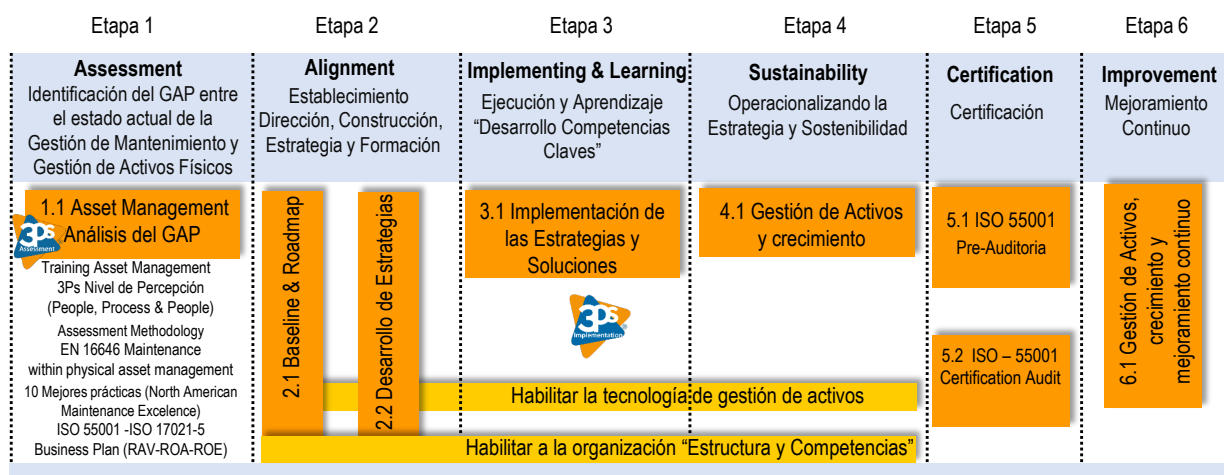 Etapa 1
Etapa 2
Etapa 3
Etapa 4
Etapa 5
Etapa 6
Assessment
Identificación del GAP entre
el estado actual de la
Gestión de Mantenimiento y
Gestión de Activos Físicos
Alignment
Establecimiento
Dirección, Construcción,
Estrategia y Formación
Implementing & Learning
Ejecución y Aprendizaje
“Desarrollo Competencias
Claves”
Sustainability
Operacionalizando la
Estrategia y Sostenibilidad
Certification
Certificación
Improvement
Mejoramiento
Continuo
1.1 Asset Management
Análisis del GAP
3Ps
Assessment
Training Asset Management
3Ps Nivel de Percepción
(People, Process & People)
Assessment Methodology
EN 16646 Maintenance
within physical asset management
10 Mejores prácticas (North American
Maintenance Excelence)
ISO 55001 -ISO 17021-5
Business Plan (RAV-ROA-ROE)
2.1 Baseline & Roadmap
2.2 Desarrollo de Estrategias
3.1 Implementación de
las Estrategias y
Soluciones
3Ps
Implementation
4.1 Gestión de Activos
y crecimiento
5.1 ISO 55001
Pre-Auditoria
5.2 ISO – 55001
Certification Audit
6.1 Gestión de Activos,
crecimiento y
mejoramiento continuo
Habilitar la tecnología de gestión de activos
Habilitar a la organización “Estructura y Competencias”